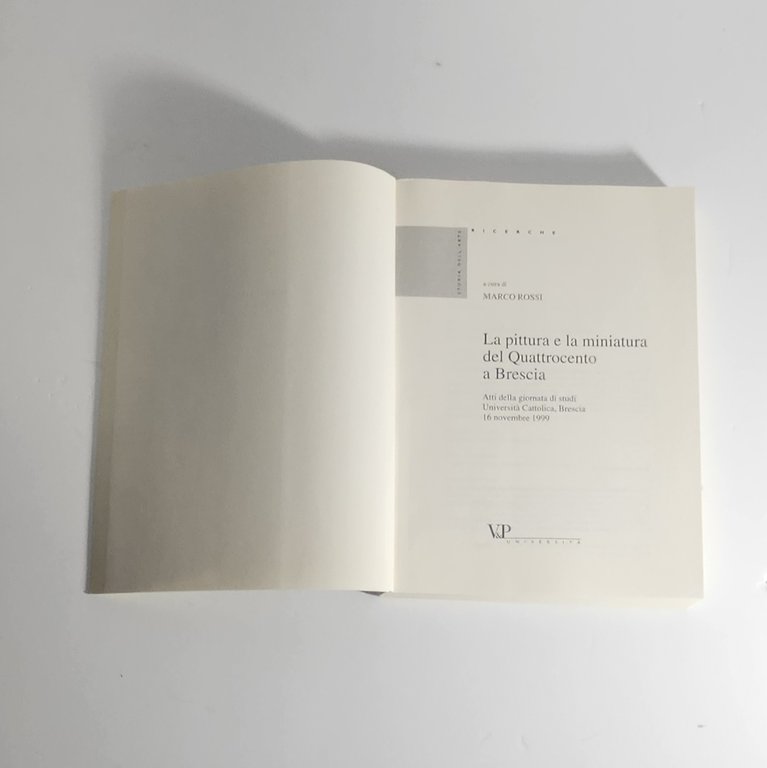 RICERCHE
STORIA DELL'ARTE
a cura di
MARCO ROSSI
La pittura e la miniatura
del Quattrocento
a Brescia
Atti della giornata di studi
Università Cattolica, Brescia
16 novembre 1999
V&P
UNIVERSITÀ